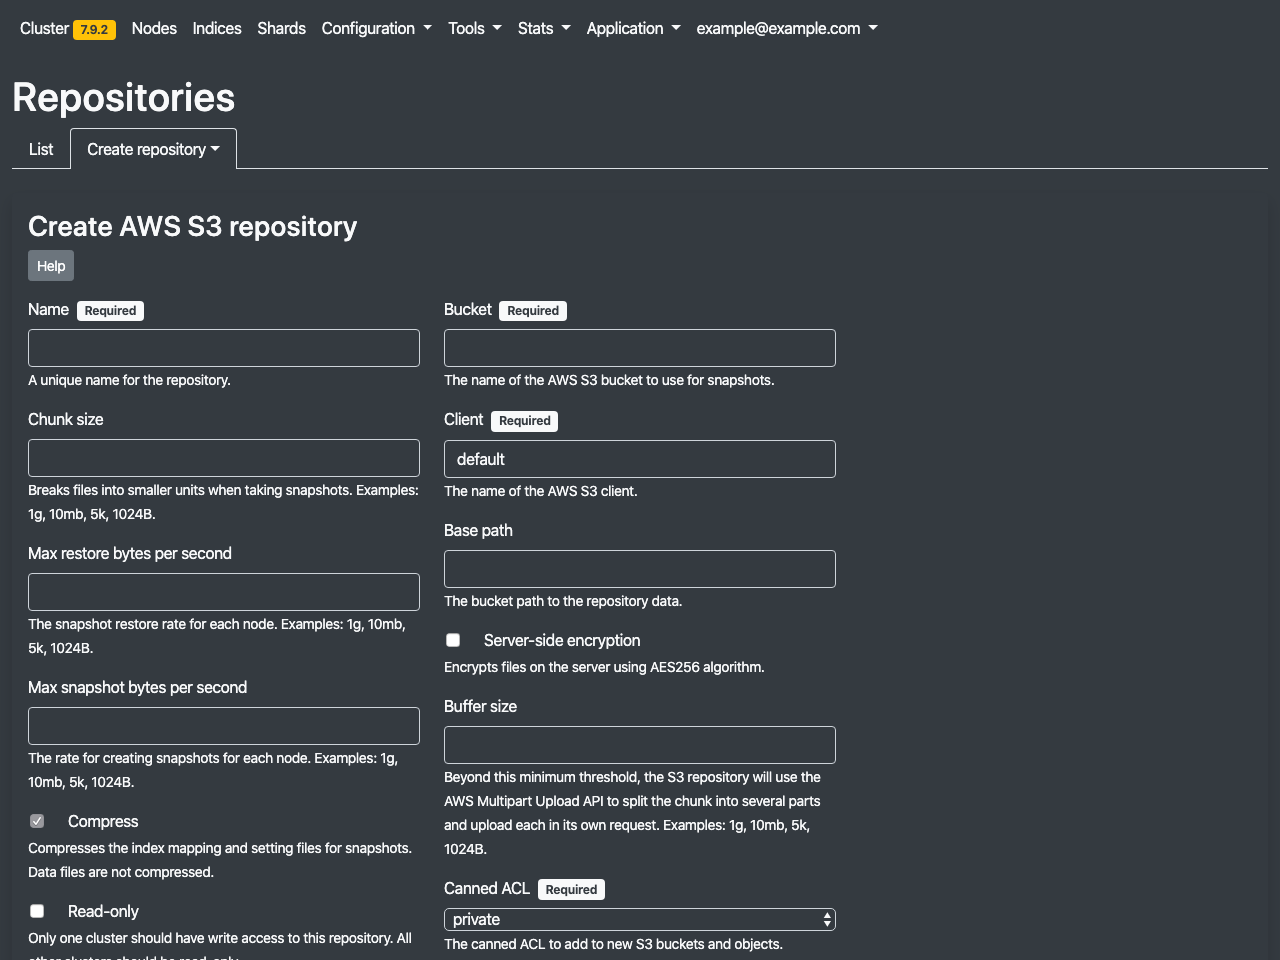 Cluster 7.9.2 Nodes Indices Shards Configuration Tools Stats Application example@example.com
Repositories
List Create repository
Create AWS S3 repository
Help
Name Required
A unique name for the repository.
Chunk size
Breaks files into smaller units when taking snapshots. Examples:
1g, 10mb, 5k, 1024B.
Max restore bytes per second
The snapshot restore rate for each node. Examples: 1g, 10mb,
5k, 1024B.
Max snapshot bytes per second
The rate for creating snapshots for each node. Examples: 1g,
10mb, 5k, 1024B.
Compress
Compresses the index mapping and setting files for snapshots.
Data files are not compressed.
Read-only
Only one cluster should have write access to this repository. All
other clusters should be read-only.
Bucket Required
The name of the AWS S3 bucket to use for snapshots.
Client Required
default
The name of the AWS S3 client.
Base path
The bucket path to the repository data.
Server-side encryption
Encrypts files on the server using AES256 algorithm.
Buffer size
Beyond this minimum threshold, the S3 repository will use the
AWS Multipart Upload API to split the chunk into several parts
and upload each in its own request. Examples: 1g, 10mb, 5k,
1024B.
Canned ACL Required
private
The canned ACL to add to new S3 buckets and objects.